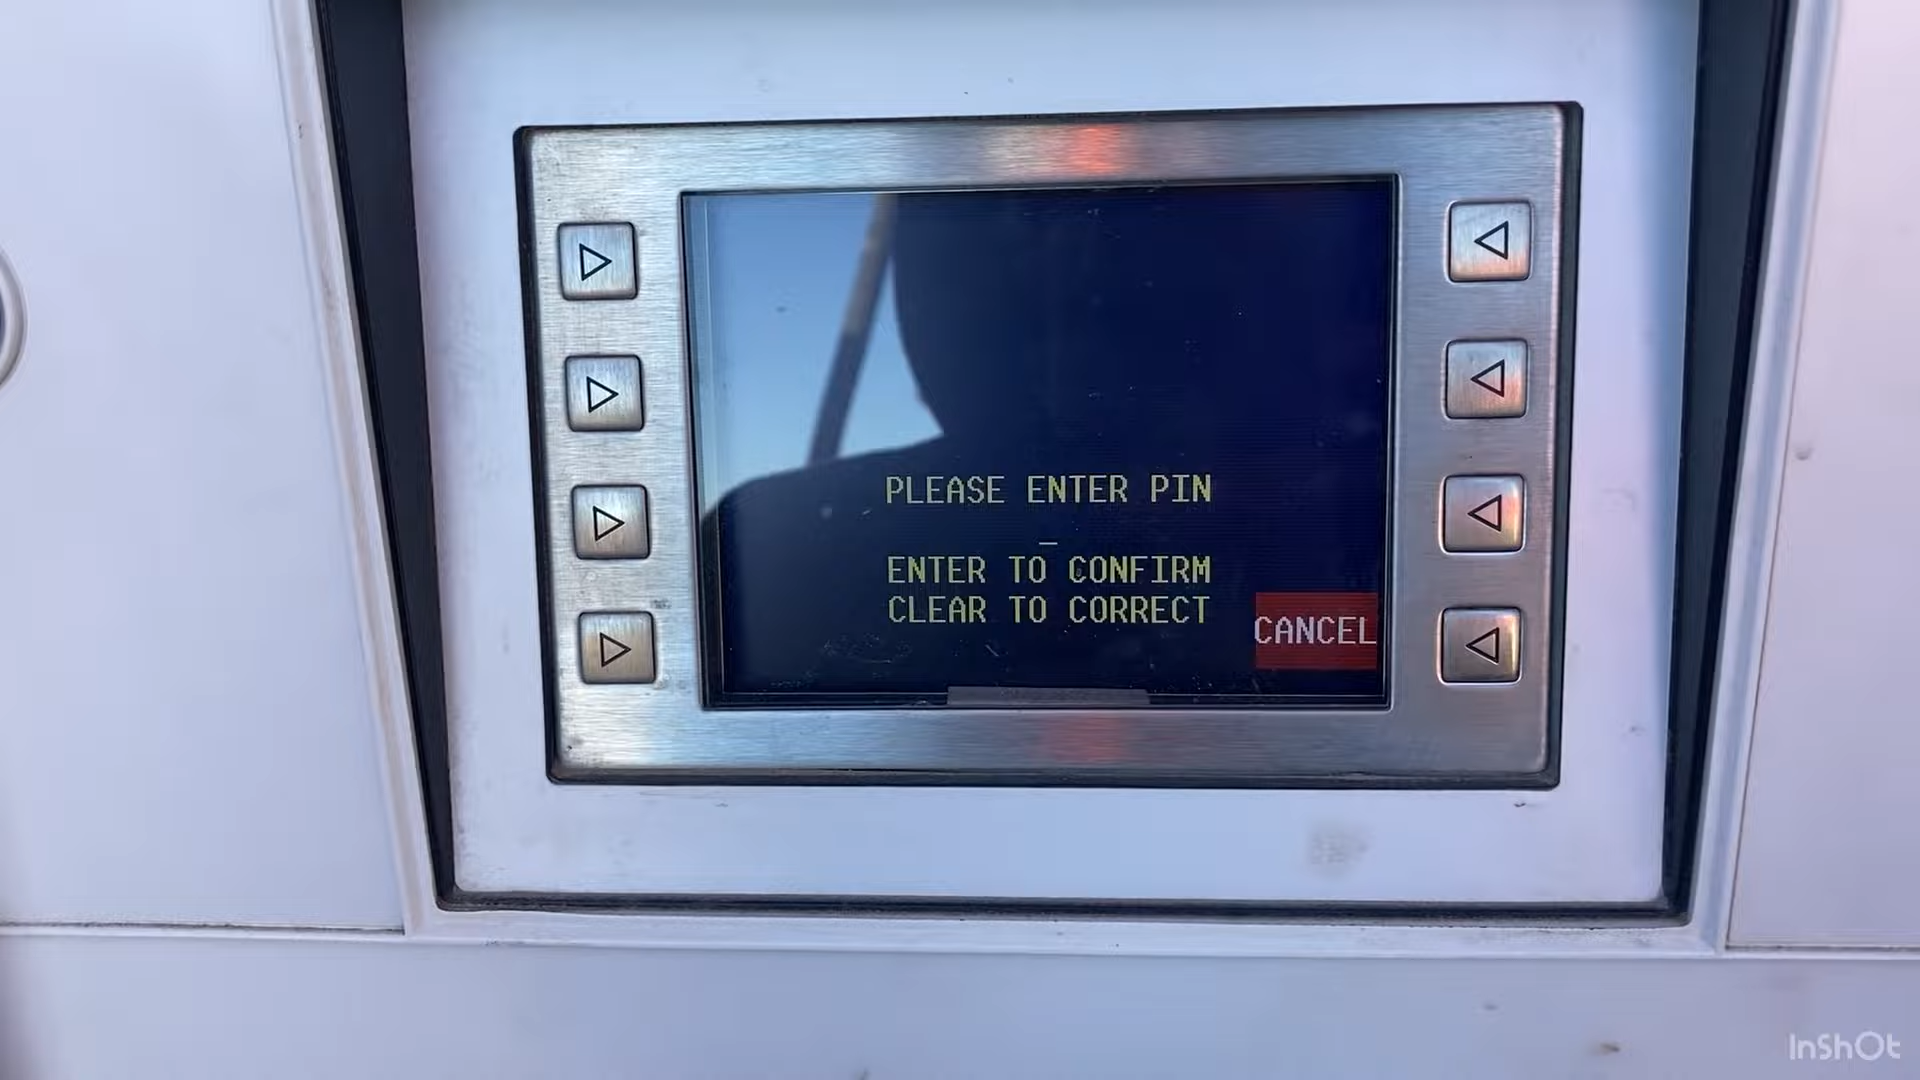 PLEASE ENTER PIN
_
ENTER TO CONFIRM
CLEAR TO CORRECT
CANCEL
InShOt